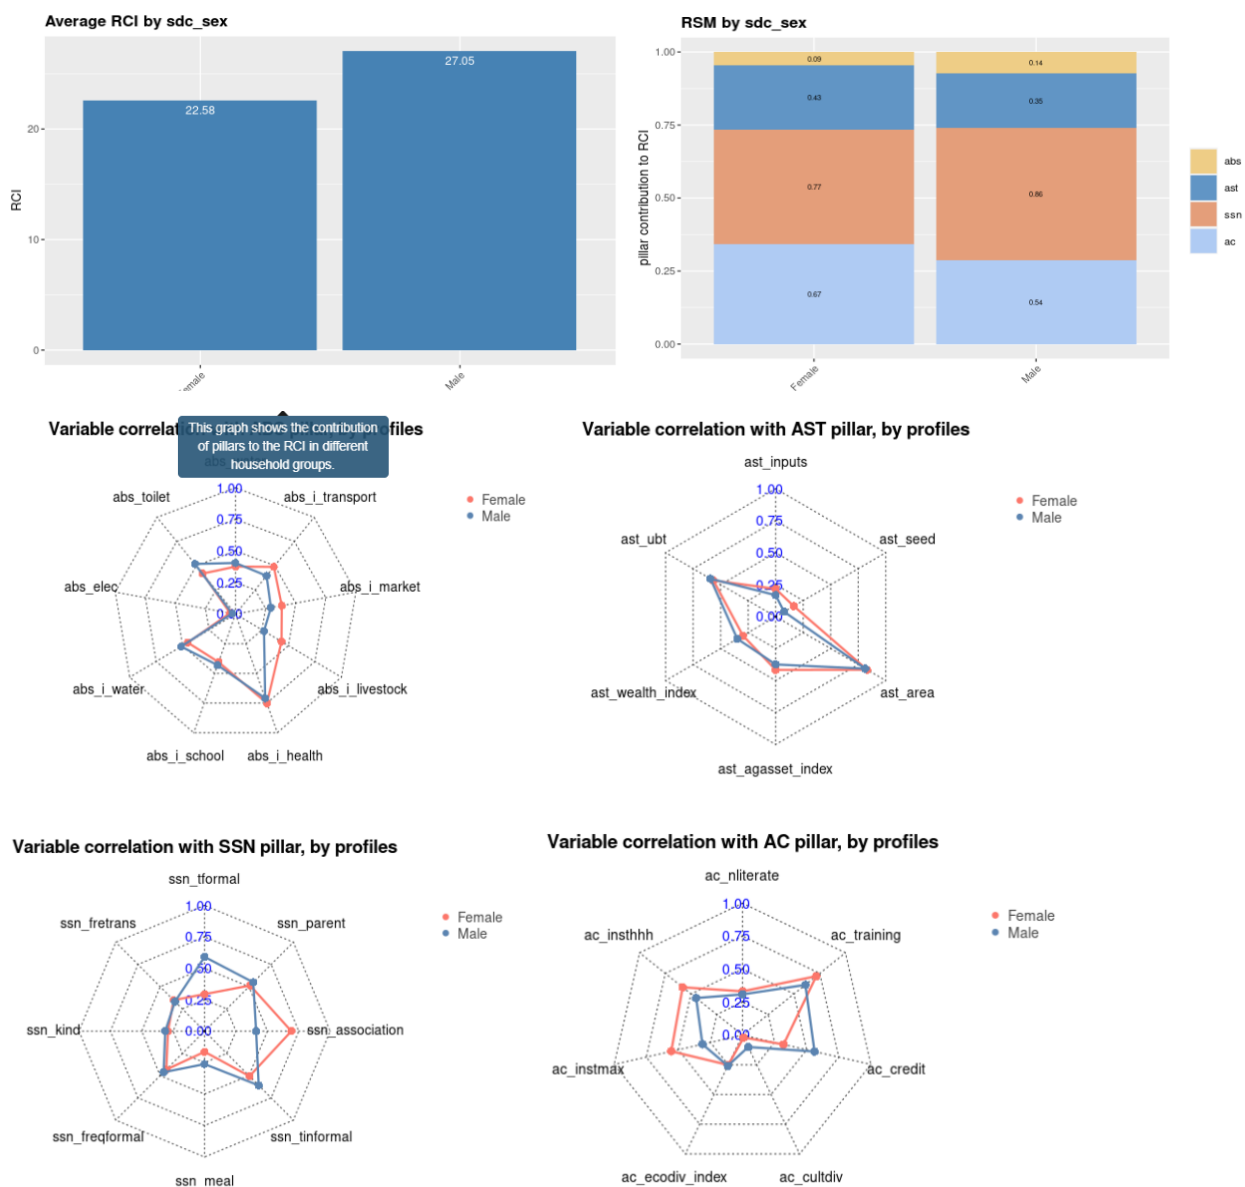 Average RCI by sdc_sex
RCI
20
10
0
22.58
27.05
Male
RSM by sdc_sex
pillar contribution to RCI
1.00
0.75
0.50
0.25
0.00
0.09
0.43
0.77
0.67
0.14
0.35
0.86
0.54
Female
Male
abs
ast
ssn
ac
Variable correlat
profiles
This graph shows the contribution
of pillars to the RCI in different
household groups.
1.00
0.75
0.50
0.25
0.00
abs_toilet
abs_i_transport
abs_elec
abs_i_market
abs_i_water
abs_i_livestock
abs_i_school
abs_i_health
Female
Male
Variable correlation with AST pillar, by profiles
ast_inputs
1.00
0.75
0.50
0.25
0.00
ast_ubt
ast_seed
ast_wealth_index
ast_area
ast_agasset_index
Female
Male
Variable correlation with SSN pillar, by profiles
ssn_tformal
1.00
0.75
0.50
0.25
0.00
ssn_fretrans
ssn_parent
ssn_kind
ssn_association
ssn_freqformal
ssn_tinformal
ssn_meal
Female
Male
Variable correlation with AC pillar, by profiles
ac_nliterate
1.00
0.75
0.50
0.25
0.00
ac_insthhh
ac_training
ac_instmax
ac_credit
ac_ecodiv_index
ac_cultdiv
Female
Male